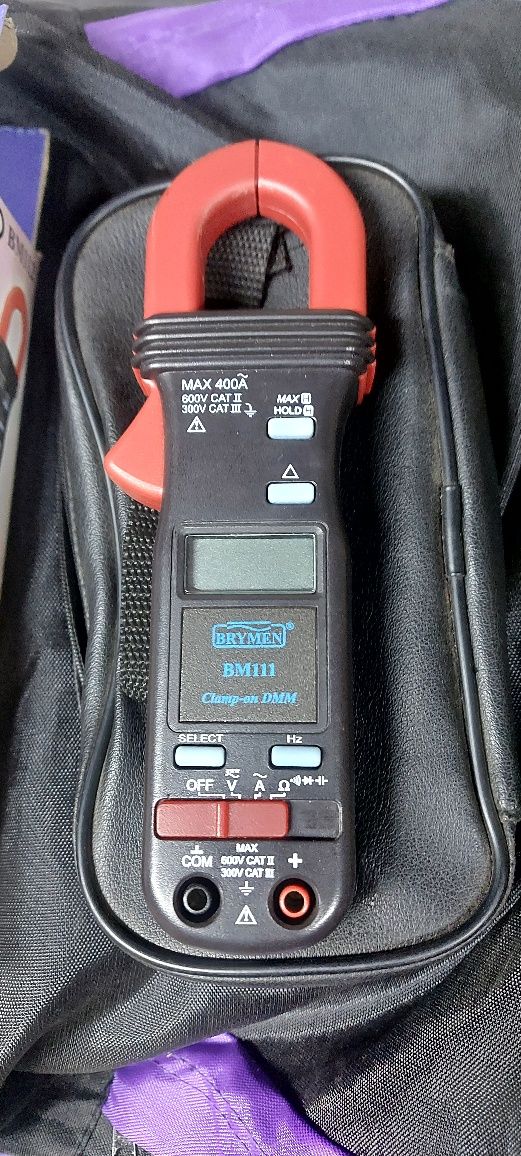 MAX 400A
600V CAT II
300V CAT III
MAX H
HOLD H
△
BRYMEN®
BM111
Clamp-on DMM
SELECT
Hz
OFF V A Ω
COM
MAX
600V CAT II
300V CAT III
+